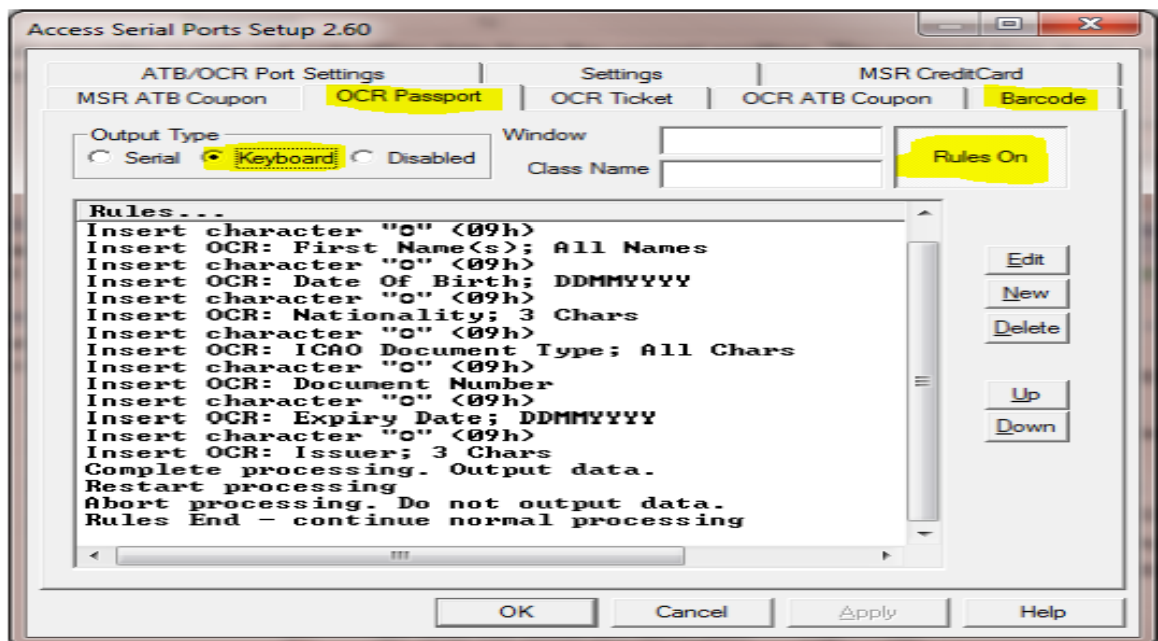 Access Serial Ports Setup 2.60
ATB/OCR Port Settings Settings MSR CreditCard
MSR ATB Coupon OCR Passport OCR Ticket OCR ATB Coupon Barcode
Output Type
Serial Keyboard Disabled
Window
Class Name
Rules On
Rules...
Insert character "o" (09h)
Insert OCR: First Name(s); All Names
Insert character "o" (09h)
Insert OCR: Date Of Birth; DDMMYYYY
Insert character "o" (09h)
Insert OCR: Nationality; 3 Chars
Insert character "o" (09h)
Insert OCR: ICAO Document Type; All Chars
Insert character "o" (09h)
Insert OCR: Document Number
Insert character "o" (09h)
Insert OCR: Expiry Date; DDMMYYYY
Insert character "o" (09h)
Insert OCR: Issuer; 3 Chars
Complete processing. Output data.
Restart processing
Abort processing. Do not output data.
Rules End - continue normal processing
Edit
New
Delete
Up
Down
OK Cancel Apply Help